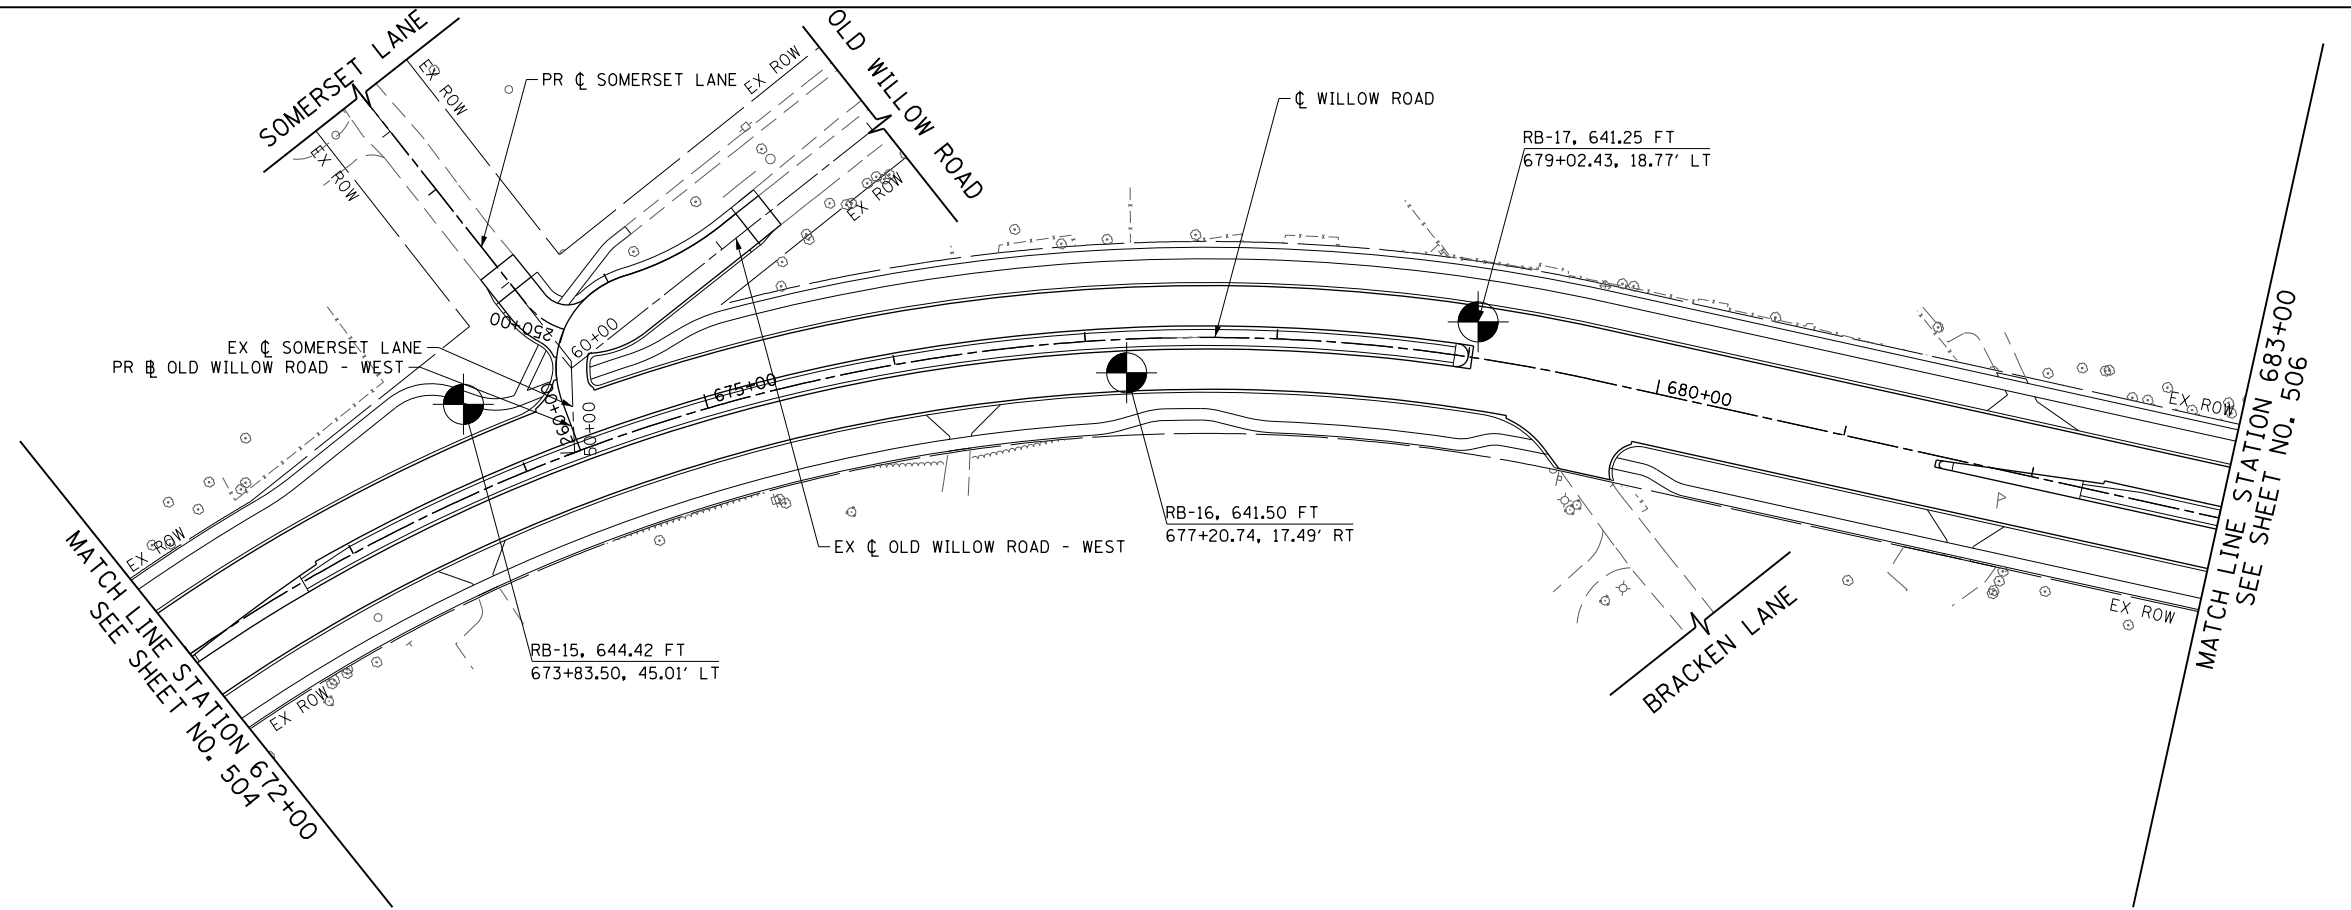 SOMERSET LANE
EX ROW
EX ROW
PR ℄ SOMERSET LANE
EX ROW
OLD WILLOW ROAD
EX ROW
℄ WILLOW ROAD
RB-17, 641.25 FT
679+02.43, 18.77' LT
250+00
60+00
EX ℄ SOMERSET LANE
PR BL OLD WILLOW ROAD - WEST
260+00
50+00
675+00
680+00
EX ROW
MATCH LINE STATION 683+00
SEE SHEET NO. 506
RB-16, 641.50 FT
677+20.74, 17.49' RT
EX ℄ OLD WILLOW ROAD - WEST
EX ROW
MATCH LINE STATION 672+00
SEE SHEET NO. 504
EX ROW
RB-15, 644.42 FT
673+83.50, 45.01' LT
BRACKEN LANE
EX ROW
P
P